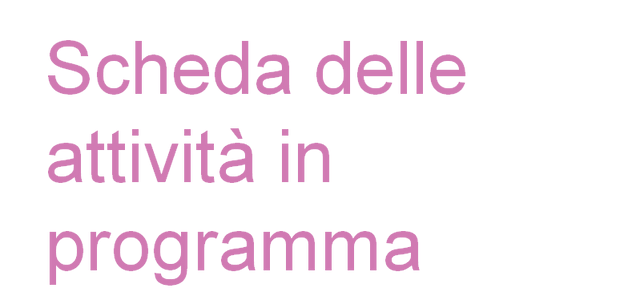 Scheda delle
attività in
programma